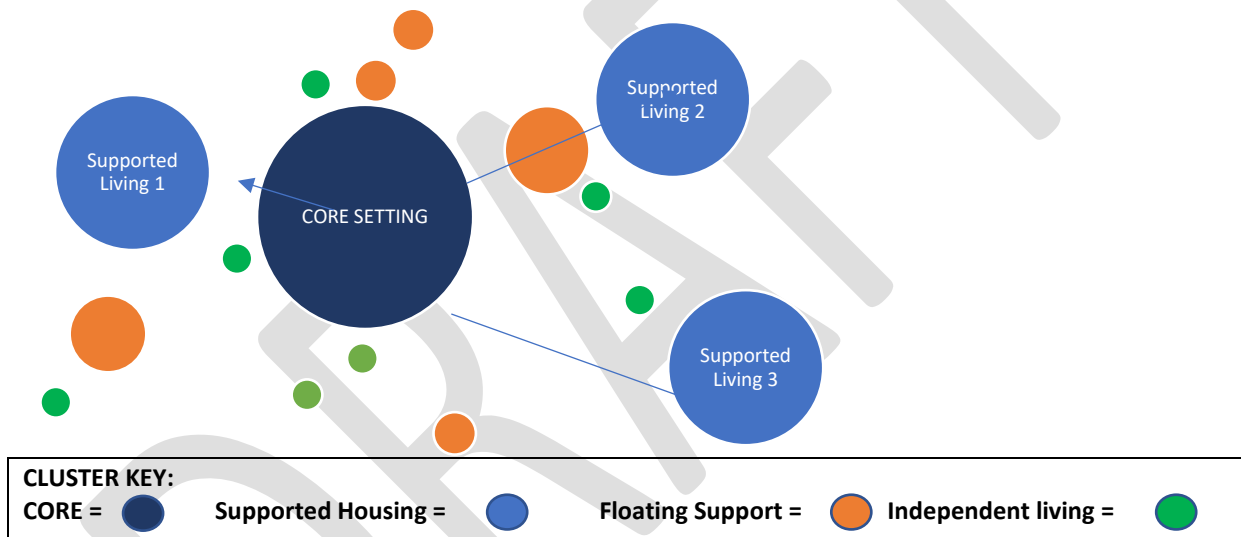 Supported
Living 2
Supported
Living 1
CORE SETTING
Supported
Living 3
CLUSTER KEY:
CORE = Supported Housing = Floating Support = Independent living =
DRAFT